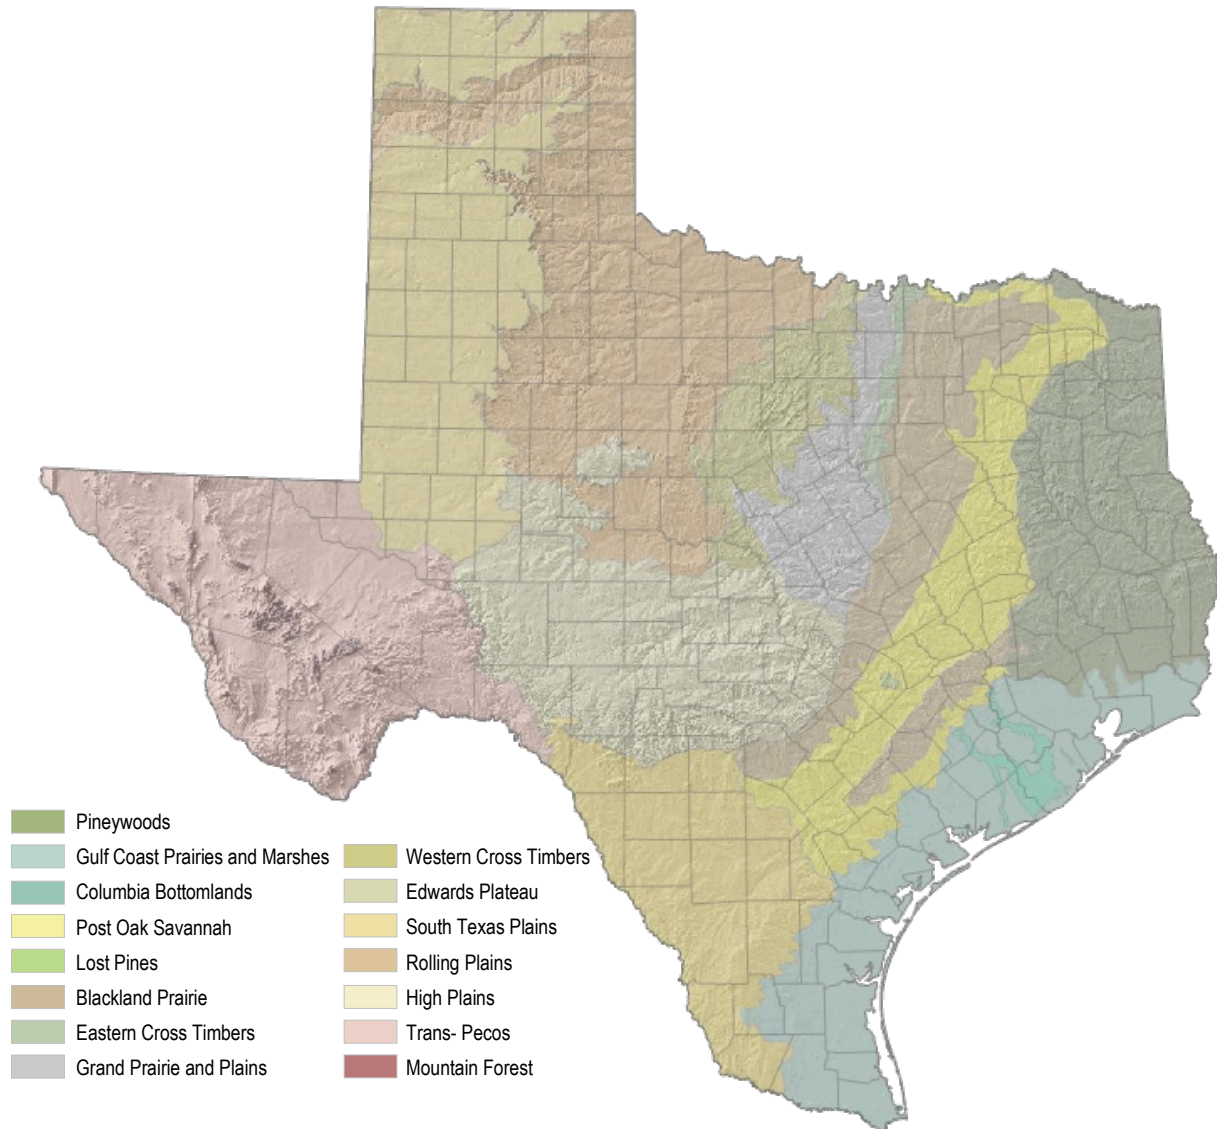 Pineywoods
Gulf Coast Prairies and Marshes
Columbia Bottomlands
Post Oak Savannah
Lost Pines
Blackland Prairie
Eastern Cross Timbers
Grand Prairie and Plains
Western Cross Timbers
Edwards Plateau
South Texas Plains
Rolling Plains
High Plains
Trans- Pecos
Mountain Forest